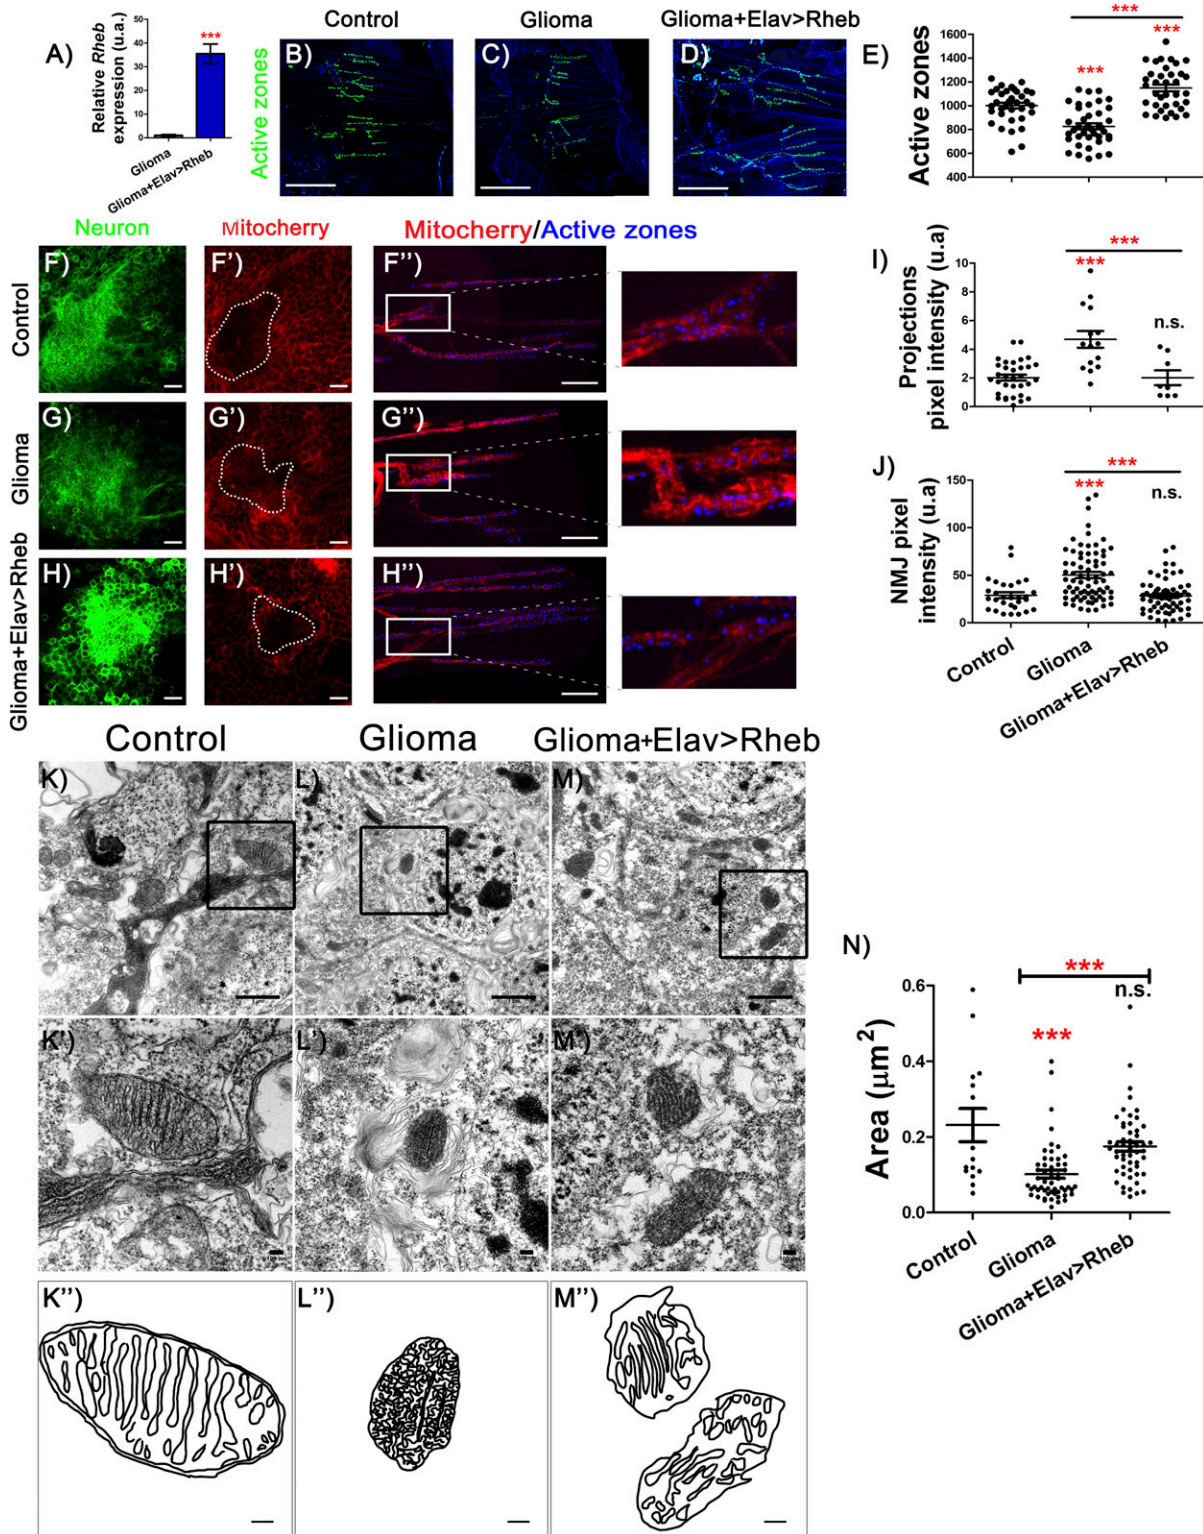 A)
Relative Rheb
expression (u.a.)
50
40
30
20
10
0
***
Glioma
Glioma+Elav>Rheb
Control
Glioma
Glioma+Elav>Rheb
Active zones
B)
C)
D)
E)
Active zones
1600
1400
1200
1000
800
600
400
***
***
***
Neuron
Mitocherry
Mitocherry/Active zones
Control
F)
F')
F'')
Glioma
G)
G')
G'')
Glioma+Elav>Rheb
H)
H')
H'')
I)
Projections
pixel intensity (u.a)
10
8
6
4
2
0
***
***
n.s.
J)
NMJ pixel
intensity (u.a)
150
100
50
0
***
***
n.s.
Control
Glioma
Glioma+Elav>Rheb
Control
Glioma
Glioma+Elav>Rheb
K)
L)
M)
K')
L')
M')
K'')
L'')
M'')
N)
Area (µm²)
0.6
0.4
0.2
0.0
***
***
n.s.
Control
Glioma
Glioma+Elav>Rheb